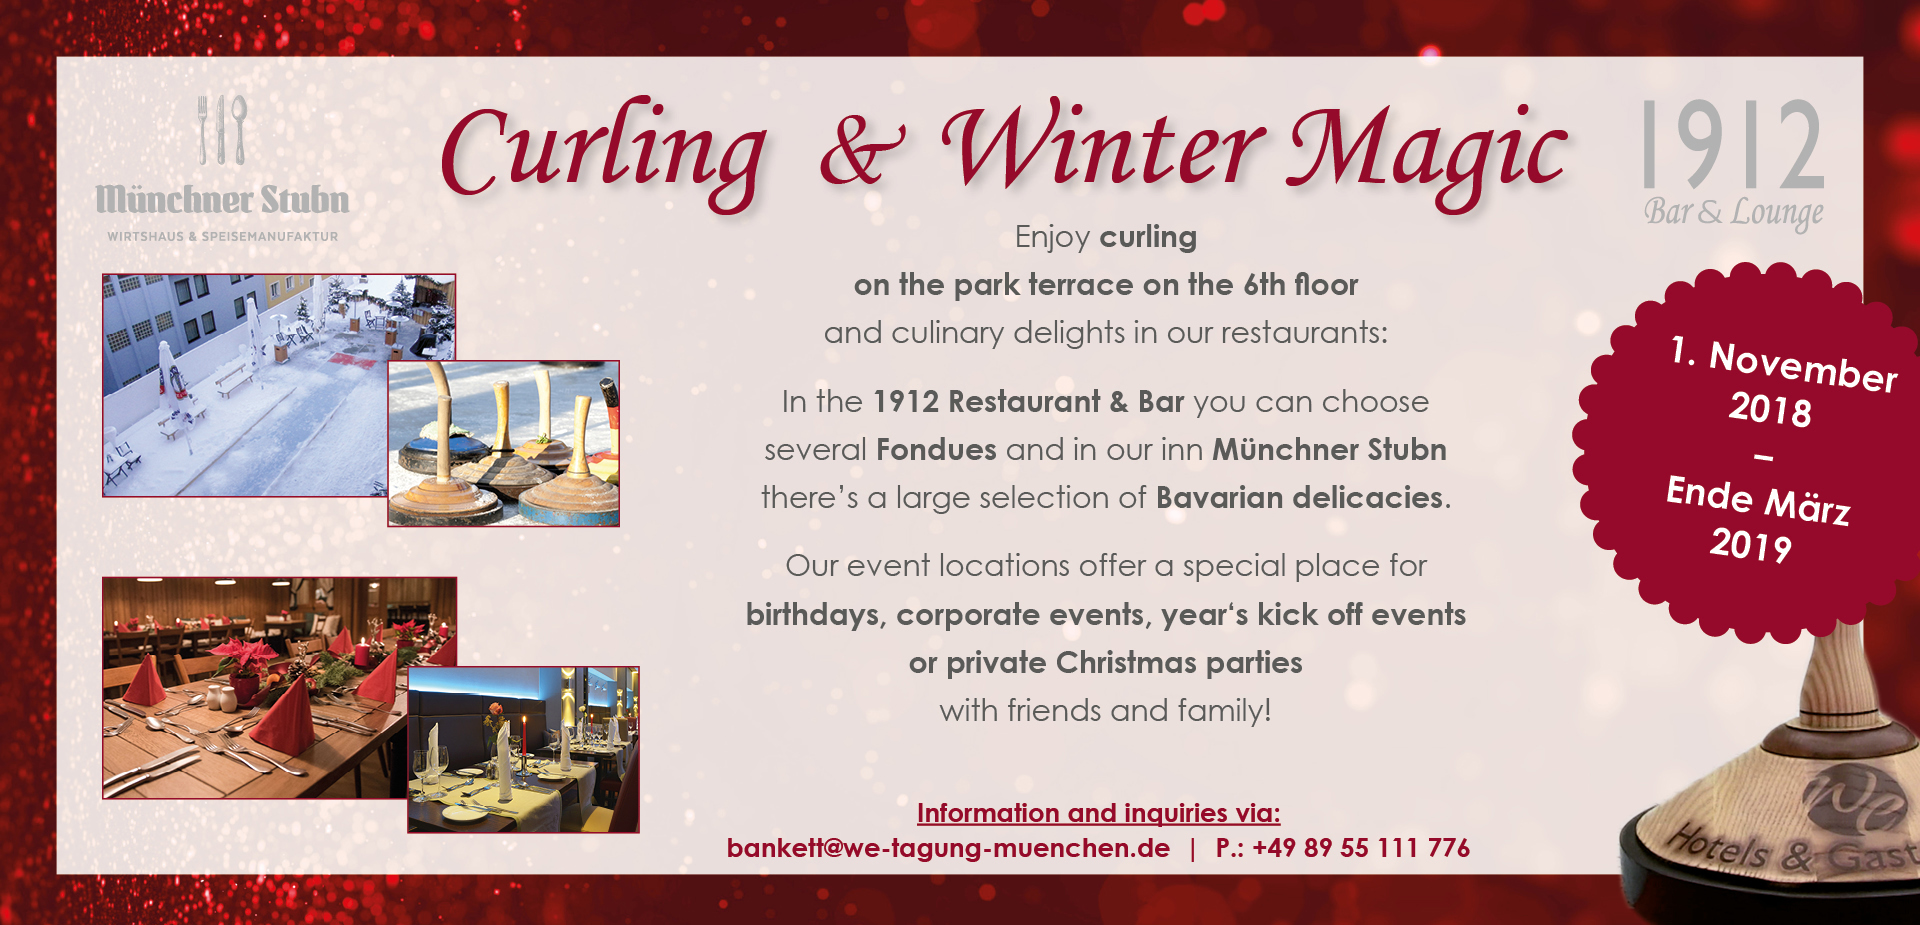 Münchner Stubn
WIRTSHAUS & SPEISEMANUFAKTUR
Curling & Winter Magic
1912
Bar & Lounge
Enjoy curling
on the park terrace on the 6th floor
and culinary delights in our restaurants:
In the 1912 Restaurant & Bar you can choose
several Fondues and in our inn Münchner Stubn
there’s a large selection of Bavarian delicacies.
Our event locations offer a special place for
birthdays, corporate events, year‘s kick off events
or private Christmas parties
with friends and family!
Information and inquiries via:
bankett@we-tagung-muenchen.de | P.: +49 89 55 111 776
1. November
2018
–
Ende März
2019
We
Hotels & Gast